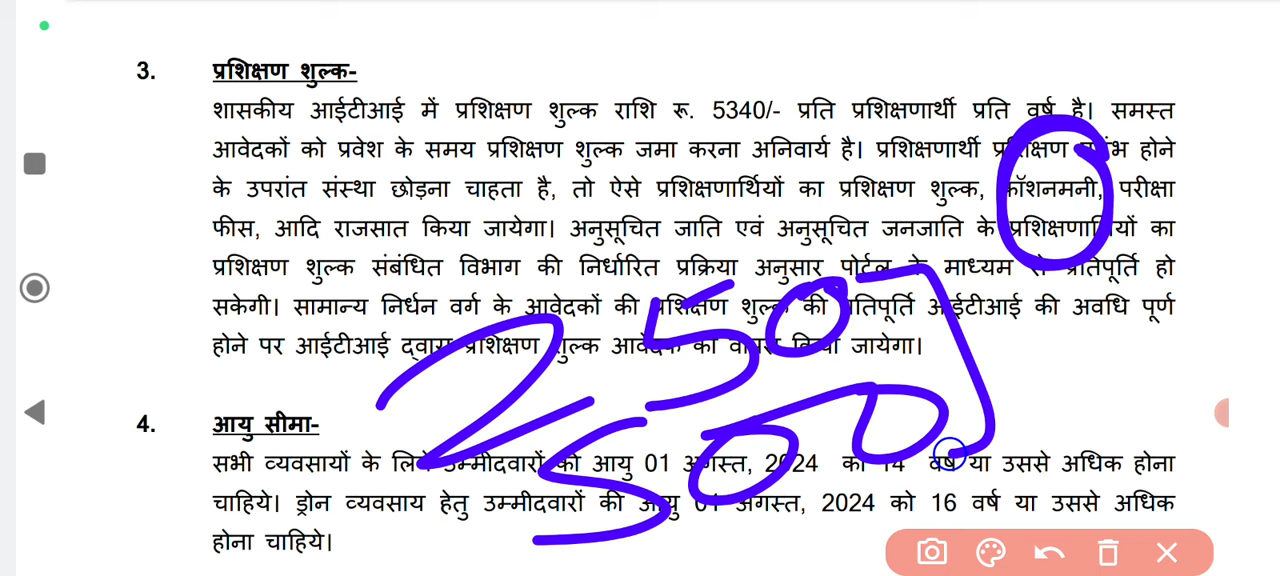 3. प्रशिक्षण शुल्क-
शासकीय आईटीआई में प्रशिक्षण शुल्क राशि रू. 5340/- प्रति प्रशिक्षणार्थी प्रति वर्ष है। समस्त
आवेदकों को प्रवेश के समय प्रशिक्षण शुल्क जमा करना अनिवार्य है। प्रशिक्षणार्थी प्रशिक्षण प्रारंभ होने
के उपरांत संस्था छोड़ना चाहता है, तो ऐसे प्रशिक्षणार्थियों का प्रशिक्षण शुल्क, कॉशनमनी, परीक्षा
फीस, आदि राजसात किया जायेगा। अनुसूचित जाति एवं अनुसूचित जनजाति के प्रशिक्षणार्थियों का
प्रशिक्षण शुल्क संबंधित विभाग की निर्धारित प्रक्रिया अनुसार पोर्टल के माध्यम से प्रतिपूर्ति हो
सकेगी। सामान्य निर्धन वर्ग के आवेदकों की प्रशिक्षण शुल्क की प्रतिपूर्ति आईटीआई की अवधि पूर्ण
होने पर आईटीआई द्वारा प्रशिक्षण शुल्क आवेदक को वापस किया जायेगा।
250
500
4. आयु सीमा-
सभी व्यवसायों के लिये उम्मीदवारों की आयु 01 अगस्त, 2024 को 14 वर्ष या उससे अधिक होना
चाहिये। ड्रोन व्यवसाय हेतु उम्मीदवारों की आयु 01 अगस्त, 2024 को 16 वर्ष या उससे अधिक
होना चाहिये।